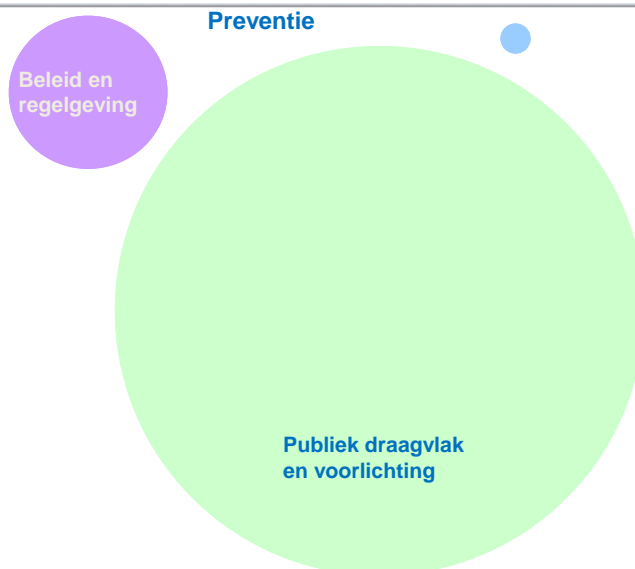 Preventie
Beleid en
regelgeving
Publiek draagvlak
en voorlichting